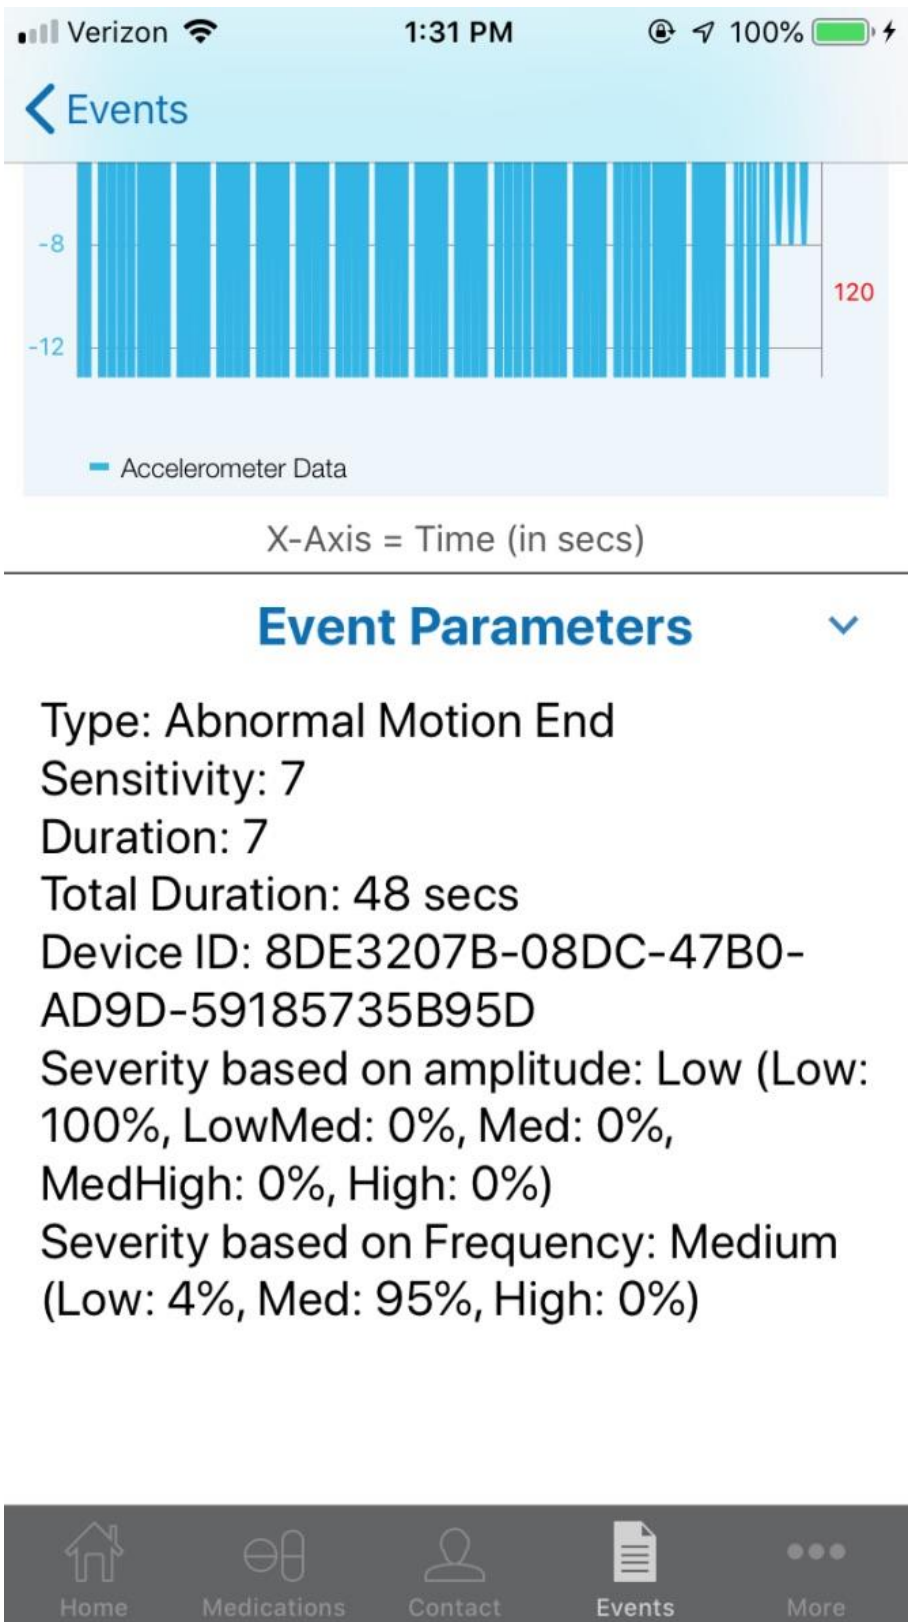 Verizon 1:31 PM 100%
Events
-8
120
-12
Accelerometer Data
X-Axis = Time (in secs)
Event Parameters
Type: Abnormal Motion End
Sensitivity: 7
Duration: 7
Total Duration: 48 secs
Device ID: 8DE3207B-08DC-47B0-
AD9D-59185735B95D
Severity based on amplitude: Low (Low:
100%, LowMed: 0%, Med: 0%,
MedHigh: 0%, High: 0%)
Severity based on Frequency: Medium
(Low: 4%, Med: 95%, High: 0%)
Home Medications Contact Events More